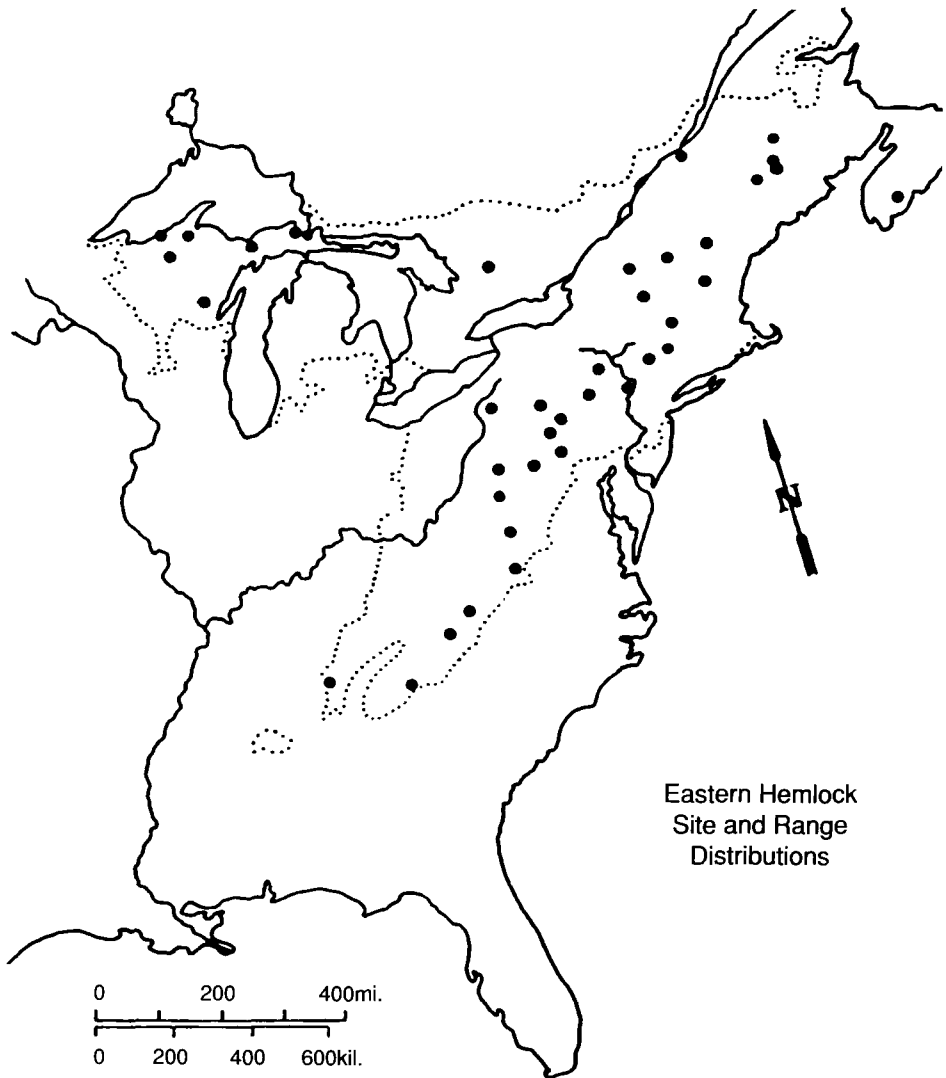 N
Eastern Hemlock
Site and Range
Distributions
0 200 400mi.
0 200 400 600kil.